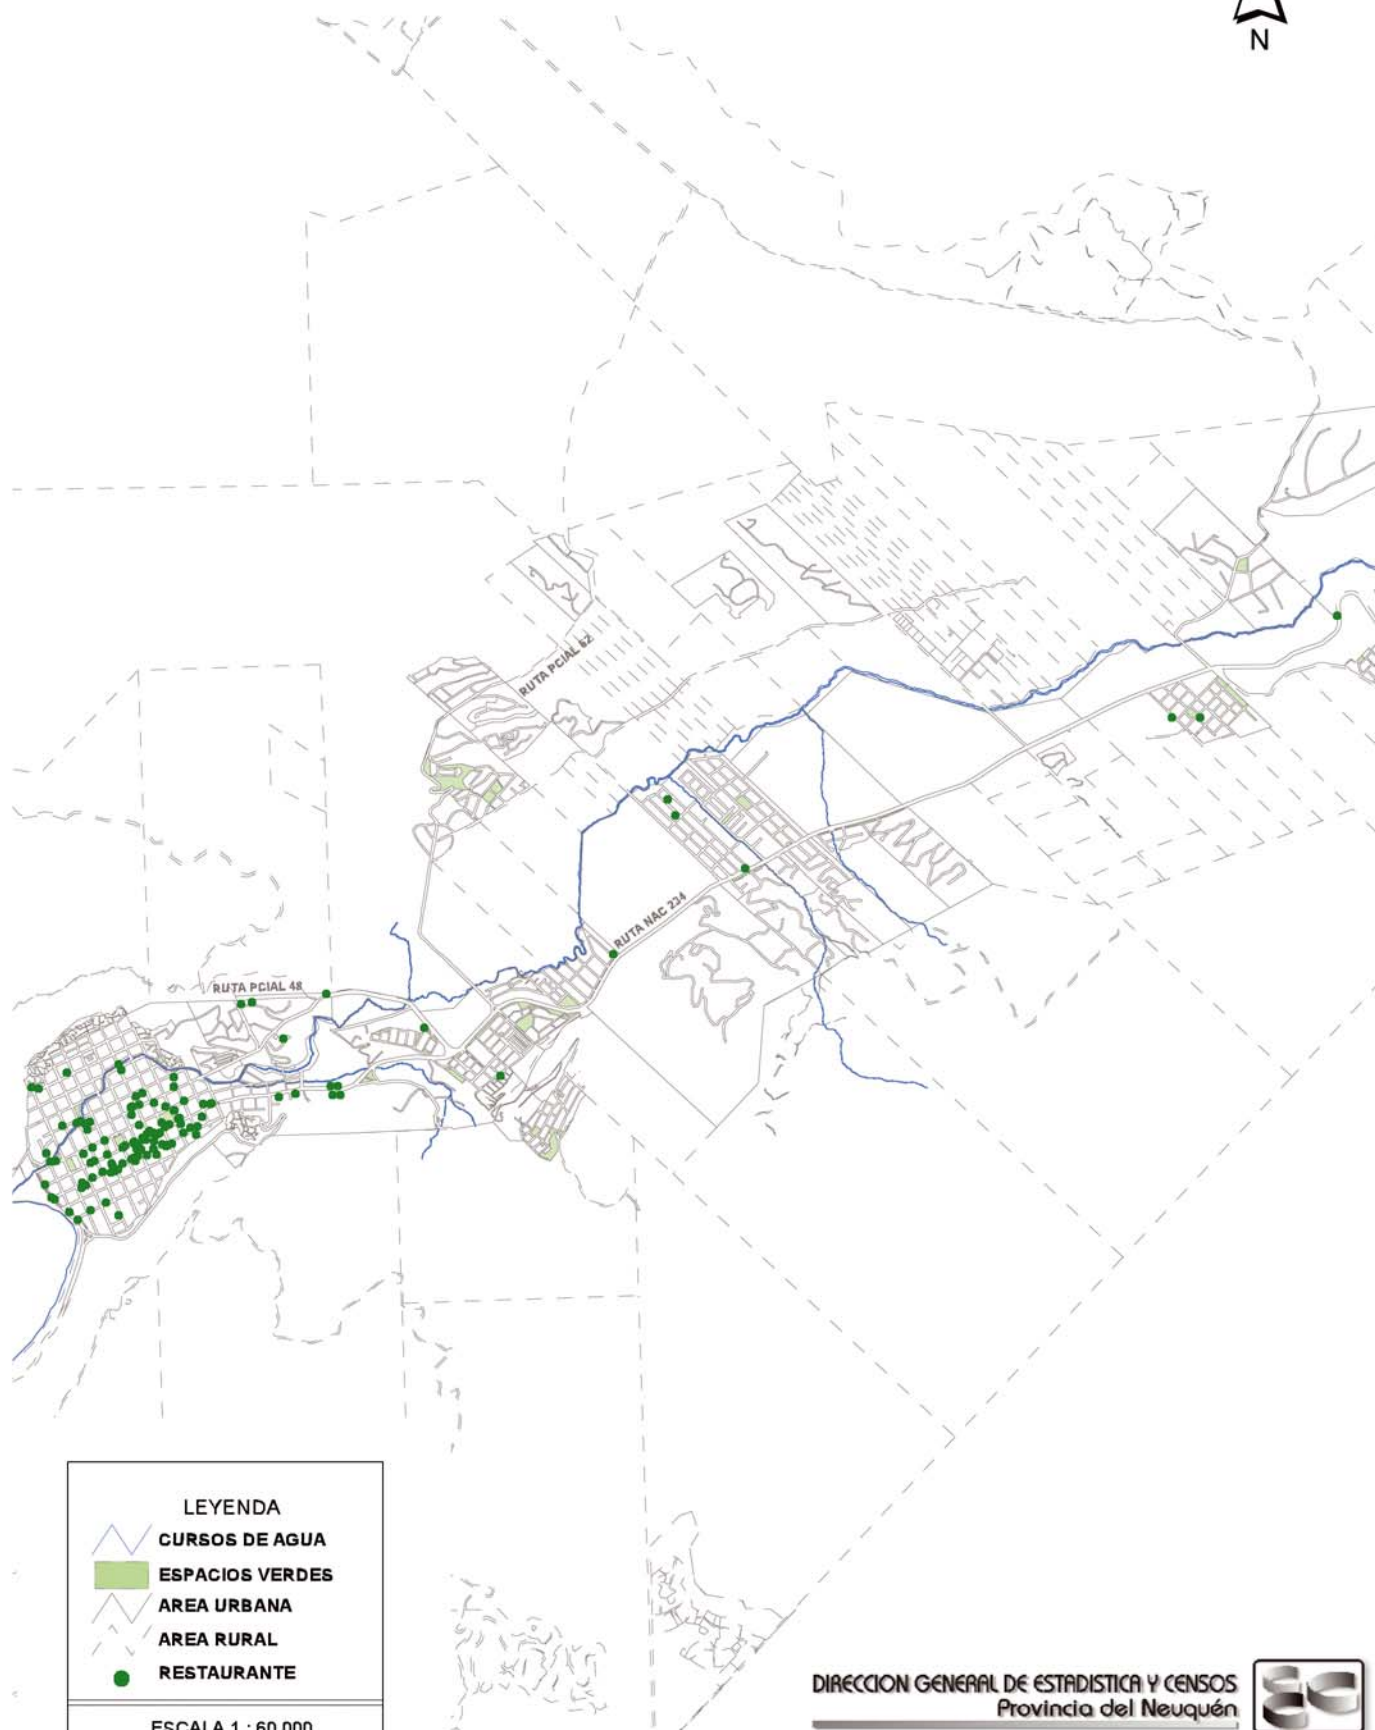 N
RUTA PCIAL 62
RUTA NAC 234
RUTA PCIAL 48
LEYENDA
CURSOS DE AGUA
ESPACIOS VERDES
AREA URBANA
AREA RURAL
RESTAURANTE
ESCALA 1 : 60.000
DIRECCION GENERAL DE ESTADISTICA Y CENSOS
Provincia del Neuquén